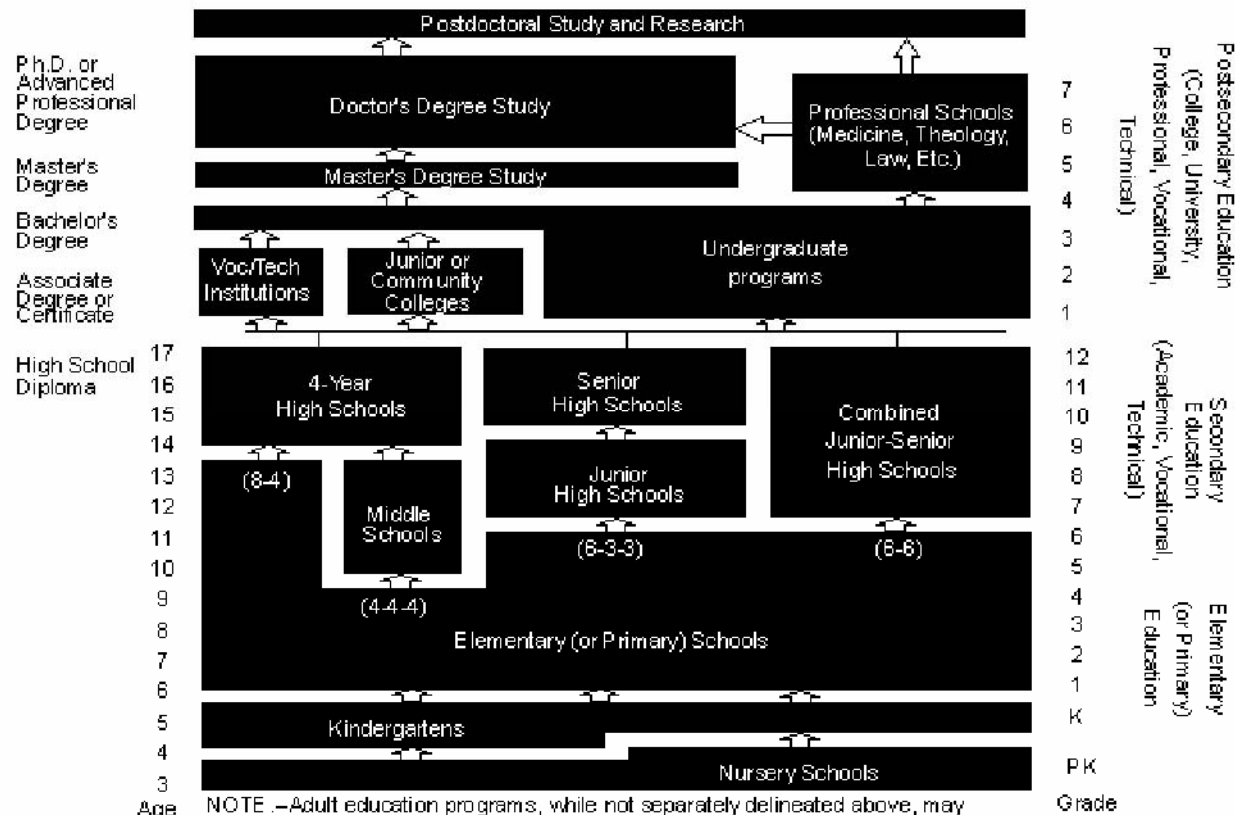 Postdoctoral Study and Research
Ph.D. or
Advanced
Professional
Degree
Doctor's Degree Study
Professional Schools
(Medicine, Theology,
Law, Etc.)
7
6
5
Master's
Degree
Master's Degree Study
4
Bachelor's
Degree
Undergraduate
programs
3
2
1
Voc/Tech
Institutions
Junior or
Community
Colleges
Associate
Degree or
Certificate
Postsecondary Education
(College, University,
Professional, Vocational,
Technical)
High School
Diploma
17
16
15
14
13
12
11
10
9
8
7
6
5
4
3
Age
4-Year
High Schools
Senior
High Schools
Combined
Junior-Senior
High Schools
Junior
High Schools
(8-4)
Middle
Schools
(6-3-3)
(6-6)
(4-4-4)
Elementary (or Primary) Schools
Kindergartens
Nursery Schools
12
11
10
9
8
7
6
5
4
3
2
1
K
PK
Grade
Secondary
Education
(Academic, Vocational,
Technical)
Elementary
(or Primary)
Education
NOTE .--Adult education programs, while not separately delineated above, may